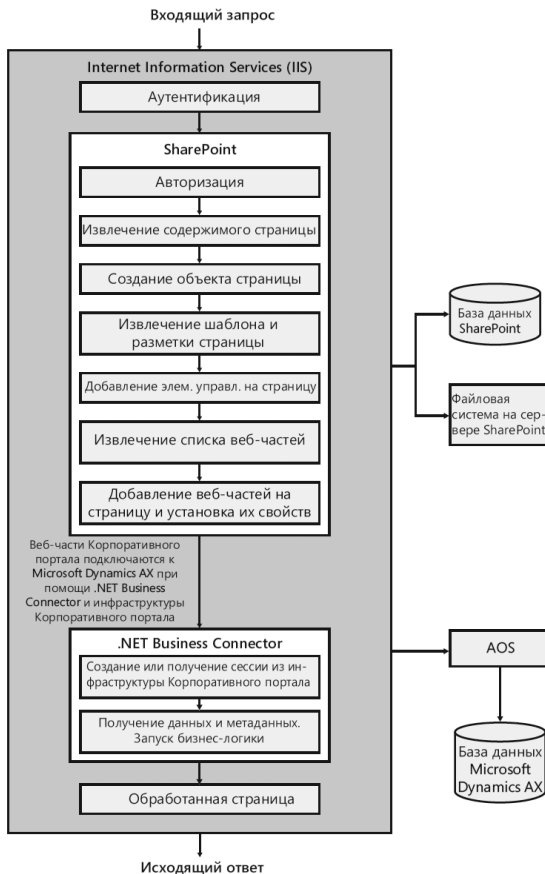 Входящий запрос
Internet Information Services (IIS)
Аутентификация
SharePoint
Авторизация
Извлечение содержимого страницы
Создание объекта страницы
Извлечение шаблона и
разметки страницы
Добавление элем. управл. на страницу
Извлечение списка веб-частей
Добавление веб-частей на
страницу и установка их свойств
База данных
SharePoint
Файловая
система на сер-
вере SharePoint
Веб-части Корпоративного
портала подключаются к
Microsoft Dynamics AX при
помощи .NET Business
Connector и инфраструктуры
Корпоративного портала
.NET Business Connector
Создание или получение сессии из ин-
фраструктуры Корпоративного портала
Получение данных и метаданных.
Запуск бизнес-логики
Обработанная страница
AOS
База данных
Microsoft
Dynamics AX
Исходящий ответ